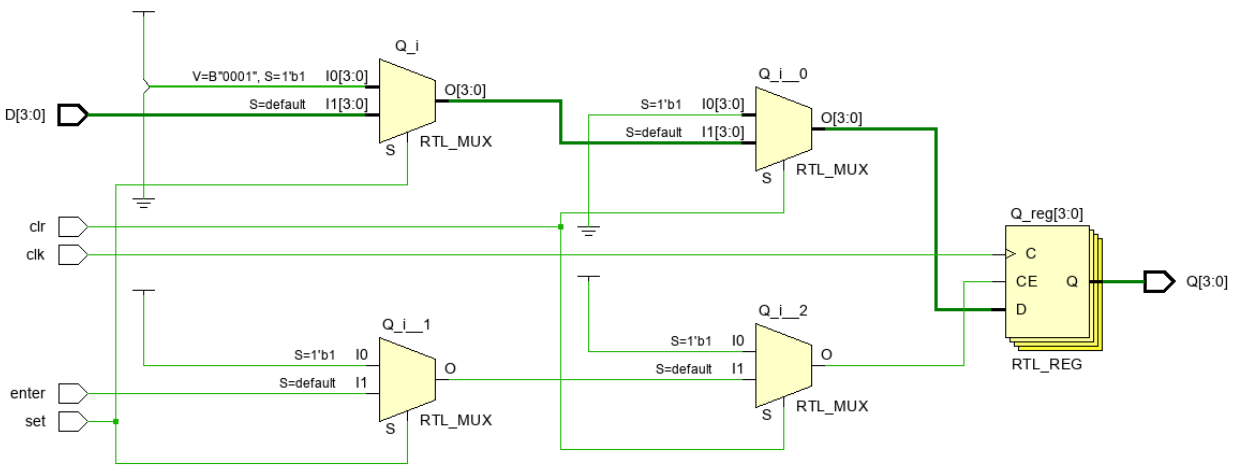 Q_i
V=B"0001", S=1'b1 I0[3:0]
S=default I1[3:0]
O[3:0]
S
RTL_MUX
D[3:0]
Q_i__0
S=1'b1 I0[3:0]
S=default I1[3:0]
O[3:0]
S
RTL_MUX
clr
clk
Q_reg[3:0]
C
CE
Q
D
RTL_REG
Q[3:0]
Q_i__1
S=1'b1 I0
S=default I1
O
S
RTL_MUX
Q_i__2
S=1'b1 I0
S=default I1
O
S
RTL_MUX
enter
set